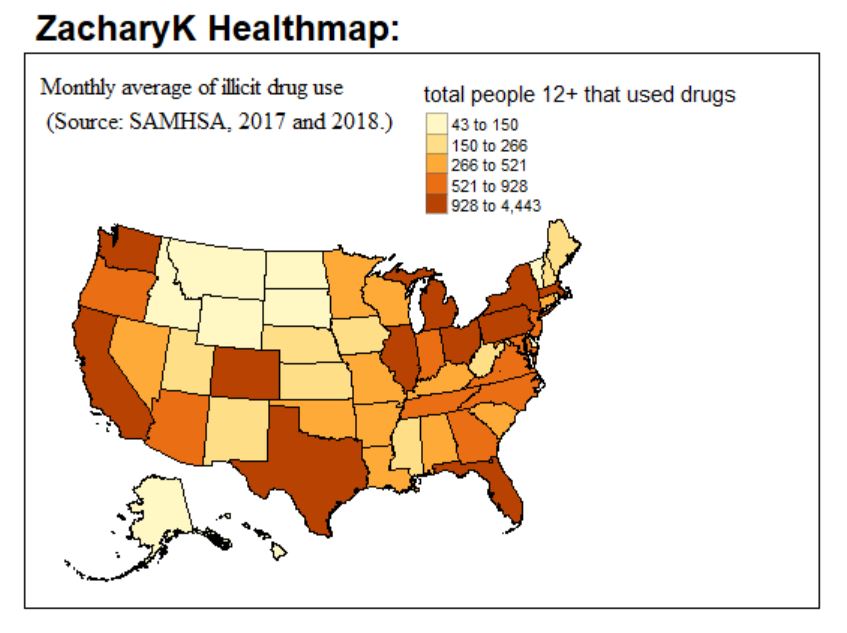 ZacharyK Healthmap:
Monthly average of illicit drug use
(Source: SAMHSA, 2017 and 2018.)
total people 12+ that used drugs
43 to 150
150 to 266
266 to 521
521 to 928
928 to 4,443